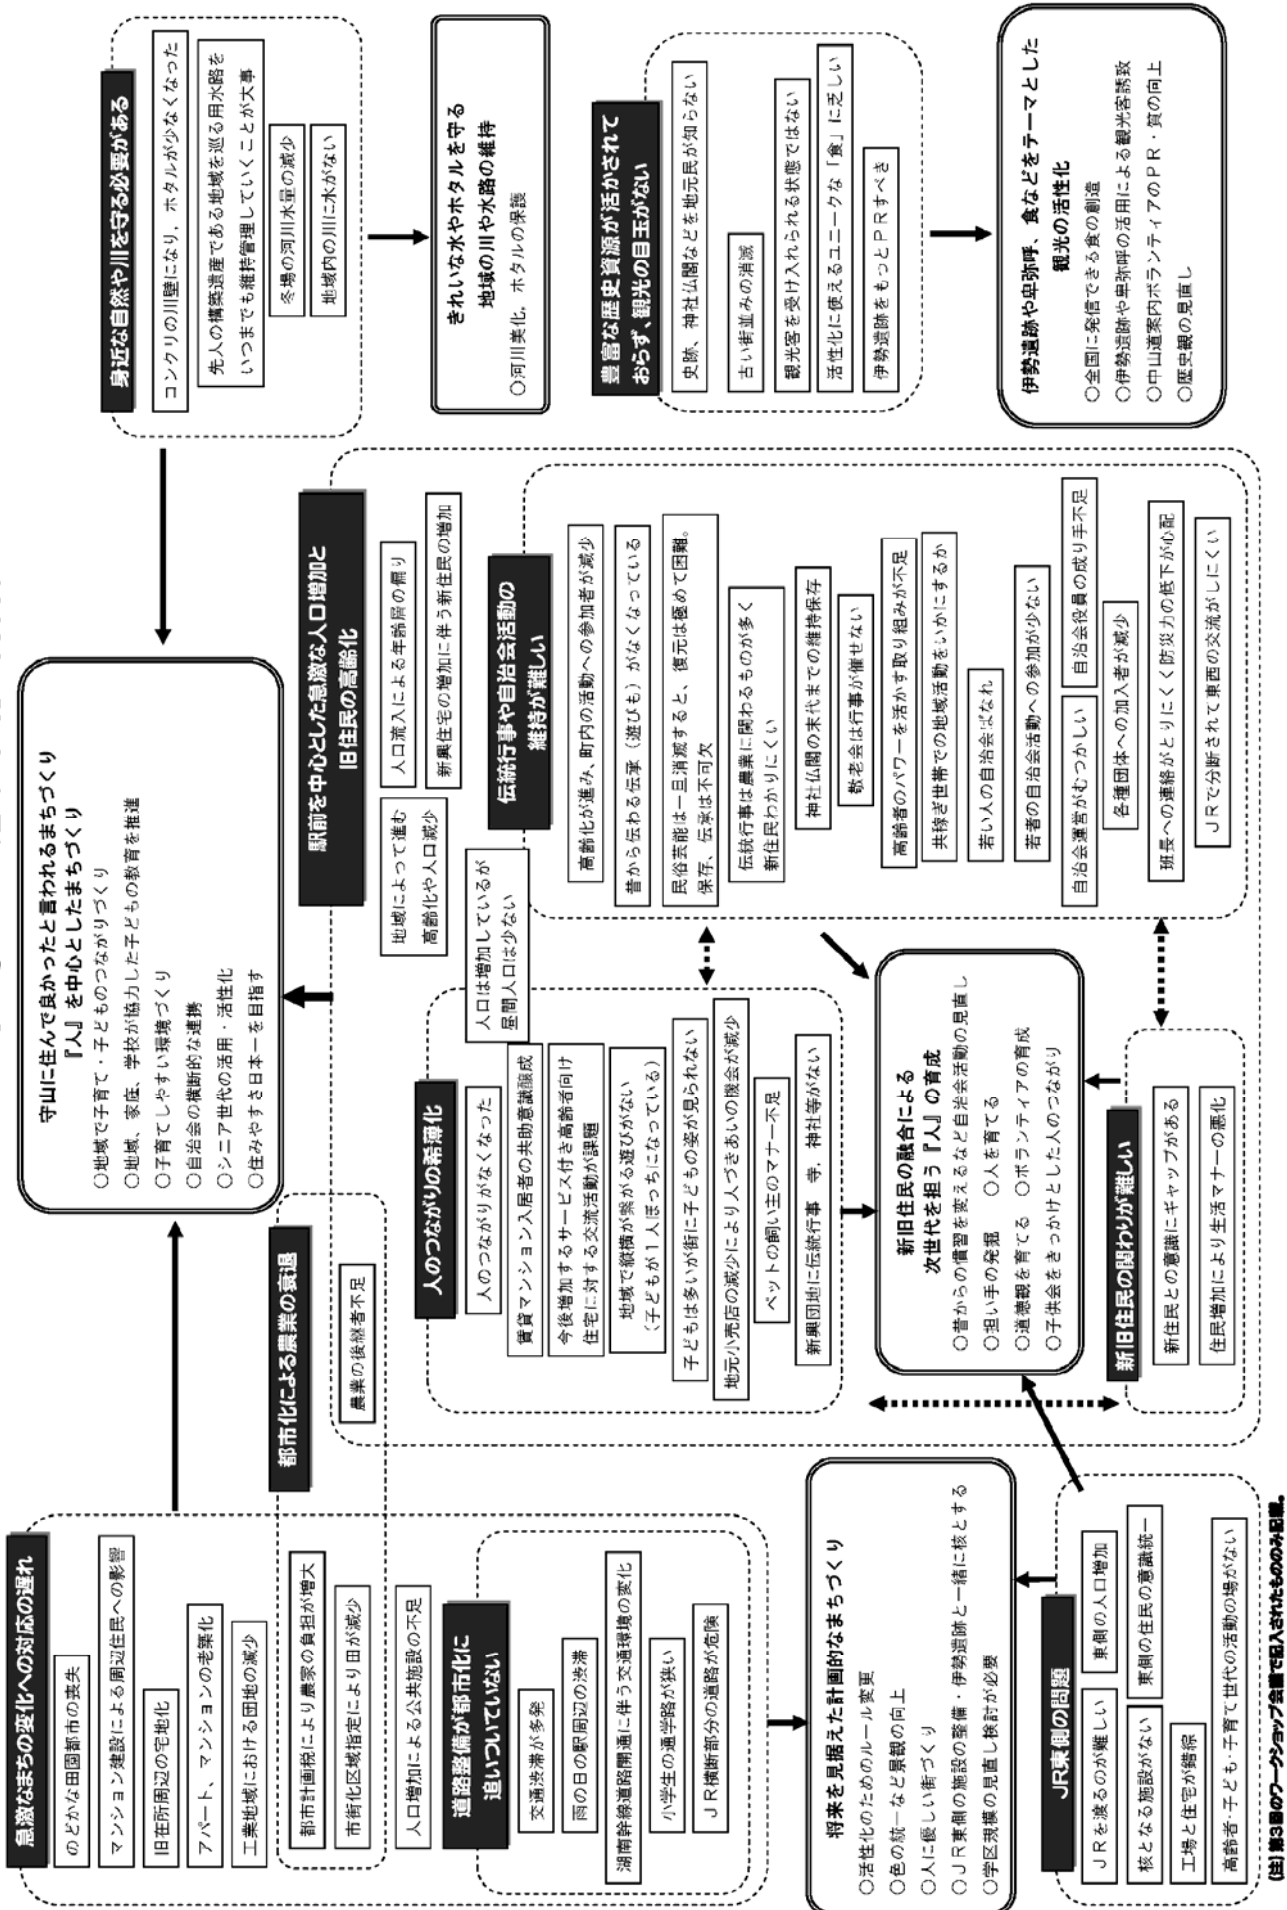 急激なまちの変化への対応の遅れ
のどかな田園都市の喪失
マンション建設による周辺住民への影響
旧在所周辺の宅地化
アパート、マンションの老築化
工業地域における団地の減少
都市化による農業の衰退
農業の後継者不足
都市計画税により農家の負担が増大
市街化区域指定により田が減少
人口増加による公共施設の不足
道路整備が都市化に
追いついていない
交通渋滞が多発
雨の日の駅周辺の渋滞
湖南幹線道路開通に伴う交通環境の変化
小学生の通学路が狭い
JR横断部分の道路が危険
将来を見据えた計画的なまちづくり
○活性化のためのルール変更
○色の統一など景観の向上
○人に優しい街づくり
○JR東側の施設の整備・伊勢遺跡と一緒に核とする
○学区規模の見直し検討が必要
JR東側の問題
JRを渡るのが難しい
東側の人口増加
核となる施設がない
東側の住民の意識統一
工場と住宅が錯綜
高齢者・子ども・子育て世代の活動の場がない
(注)第3回のワークショップ会議で記入されたもののみ記載。
守山に住んで良かったと言われるまちづくり
『人』を中心としたまちづくり
○地域で子育て・子どものつながりづくり
○地域、家庭、学校が協力した子どもの教育を推進
○子育てしやすい環境づくり
○自治会の横断的な連携
○シニア世代の活用・活性化
○住みやすさ日本一を目指す
駅前を中心とした急激な人口増加と
旧住民の高齢化
人口流入による年齢層の偏り
新興住宅の増加に伴う新住民の増加
地域によって進む
高齢化や人口減少
人口は増加しているが
昼間人口は少ない
人のつながりの希薄化
人のつながりがなくなった
賃貸マンション入居者の共助意識醸成
今後増加するサービス付き高齢者向け
住宅に対する交流活動が課題
地域で縦横が繋がる遊びがない
(子どもが1人ぼっちになっている)
子どもは多いが街に子どもの姿が見られない
地元小売店の減少により人づきあいの機会が減少
ペットの飼い主のマナー不足
新興団地に伝統行事　寺、神社等がない
伝統行事や自治会活動の
維持が難しい
高齢化が進み、町内の活動への参加者が減少
昔から伝わる伝承(遊びも)がなくなっている
民俗芸能は一旦消滅すると、復元は極めて困難。
保存、伝承は不可欠
伝統行事は農業に関わるものが多く
新住民わかりにくい
神社仏閣の末代までの維持保存
敬老会は行事が催せない
高齢者のパワーを活かす取り組みが不足
共稼ぎ世帯での地域活動をいかにするか
若い人の自治会ばなれ
若者の自治会活動への参加が少ない
自治会運営がむつかしい
自治会役員の成り手不足
各種団体への加入者が減少
班長への連絡がとりにくく防災力の低下が心配
JRで分断されて東西の交流がしにくい
新旧住民の融合による
次世代を担う『人』の育成
○昔からの慣習を変えるなど自治会活動の見直し
○担い手の発掘　○人を育てる
○道徳観を育てる　○ボランティアの育成
○子供会をきっかけとした人のつながり
新旧住民の関わりが難しい
新住民との意識にギャップがある
住民増加により生活マナーの悪化
身近な自然や川を守る必要がある
コンクリの川壁になり、ホタルが少なくなった
先人の構築遺産である地域を巡る用水路を
いつまでも維持管理していくことが大事
冬場の河川水量の減少
地域内の川に水がない
きれいな水やホタルを守る
地域の川や水路の維持
○河川美化、ホタルの保護
豊富な歴史資源が活かされて
おらず、観光の目玉がない
史跡、神社仏閣などを地元民が知らない
古い街並みの消滅
観光客を受け入れられる状態ではない
活性化に使えるユニークな「食」に乏しい
伊勢遺跡をもっとPRすべき
伊勢遺跡や卑弥呼、食などをテーマとした
観光の活性化
○全国に発信できる食の創造
○伊勢遺跡や卑弥呼の活用による観光客誘致
○中山道案内ボランティアのPR・質の向上
○歴史観の見直し